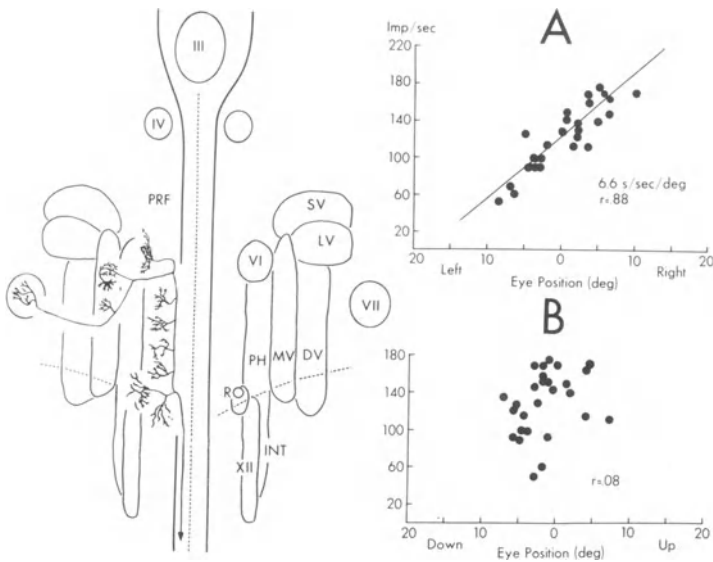 III
IV
PRF
SV
LV
VI
VII
PH
MV
DV
RO
INT
XII
A
Imp/sec
220
180
140
100
60
20
6.6 s/sec/deg
r=.88
20 10 0 10 20
Left Right
Eye Position (deg)
B
180
140
100
60
20
r=.08
20 10 0 10 20
Down Up
Eye Position (deg)